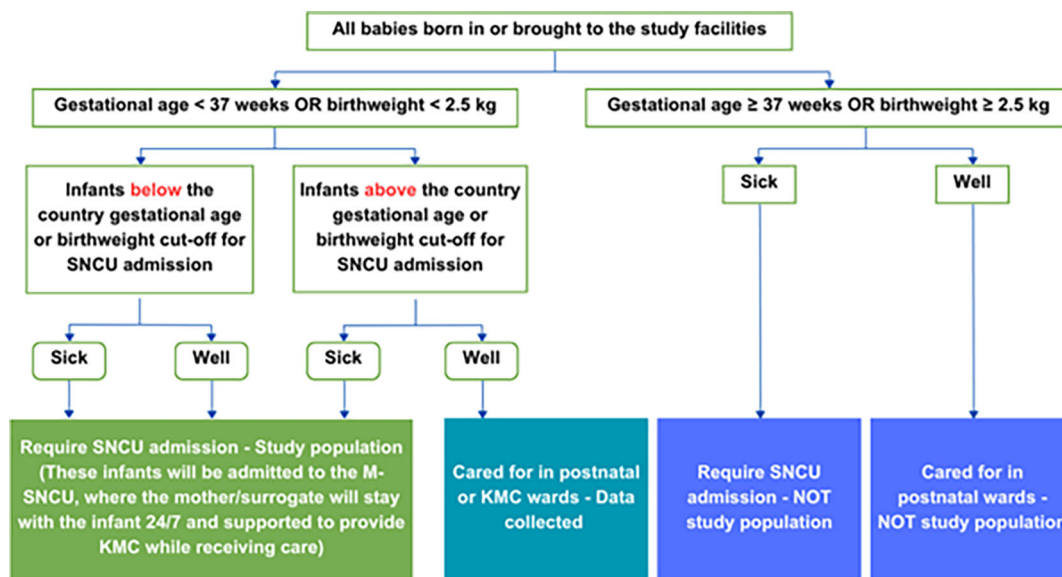 All babies born in or brought to the study facilities
Gestational age < 37 weeks OR birthweight < 2.5 kg
Gestational age ≥ 37 weeks OR birthweight ≥ 2.5 kg
Infants below the
country gestational age
or birthweight cut-off for
SNCU admission
Infants above the country
gestational age or
birthweight cut-off for
SNCU admission
Sick
Well
Sick
Well
Sick
Well
Require SNCU admission - Study population
(These infants will be admitted to the M-
SNCU, where the mother/surrogate will stay
with the infant 24/7 and supported to provide
KMC while receiving care)
Cared for in postnatal
or KMC wards - Data
collected
Require SNCU
admission - NOT
study population
Cared for in
postnatal wards -
NOT study population